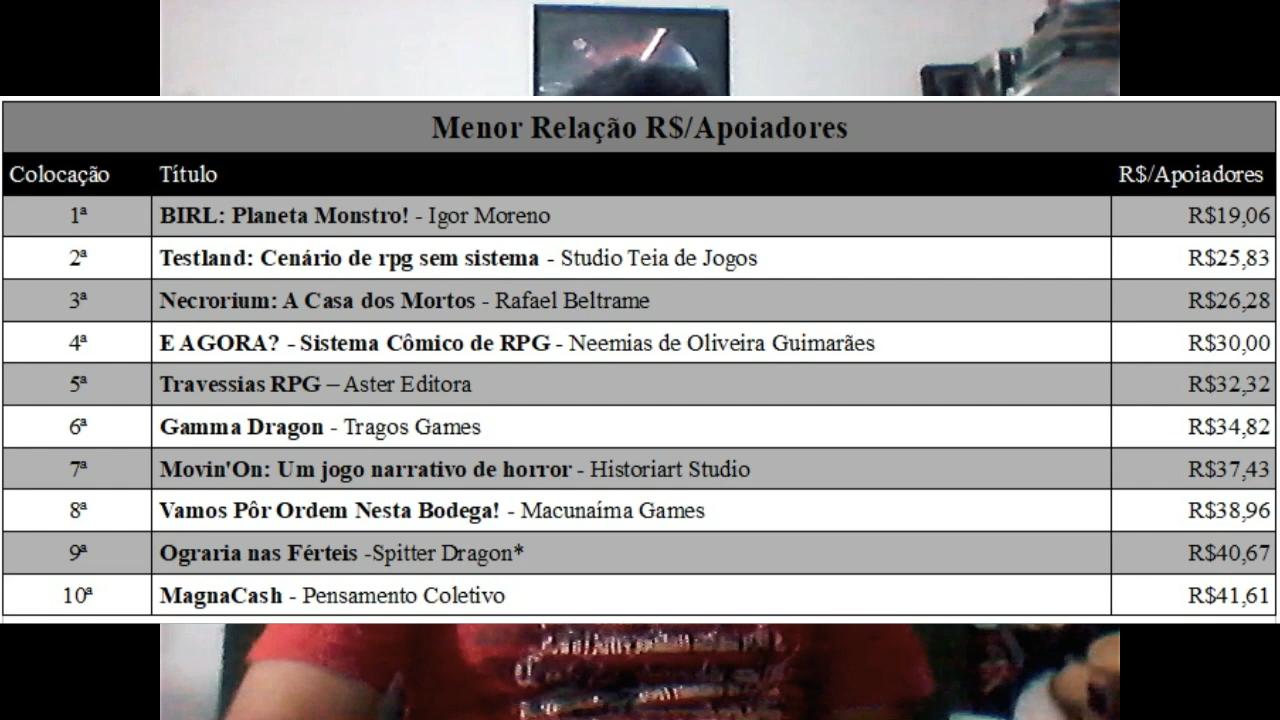 Menor Relação R$/Apoiadores
Colocação Título R$/Apoiadores
1ª BIRL: Planeta Monstro! - Igor Moreno R$19,06
2ª Testland: Cenário de rpg sem sistema - Studio Teia de Jogos R$25,83
3ª Necrorium: A Casa dos Mortos - Rafael Beltrame R$26,28
4ª E AGORA? - Sistema Cômico de RPG - Neemias de Oliveira Guimarães R$30,00
5ª Travessias RPG – Aster Editora R$32,32
6ª Gamma Dragon - Tragos Games R$34,82
7ª Movin'On: Um jogo narrativo de horror - Historiart Studio R$37,43
8ª Vamos Pôr Ordem Nesta Bodega! - Macunaíma Games R$38,96
9ª Ograria nas Férteis -Spitter Dragon* R$40,67
10ª MagnaCash - Pensamento Coletivo R$41,61